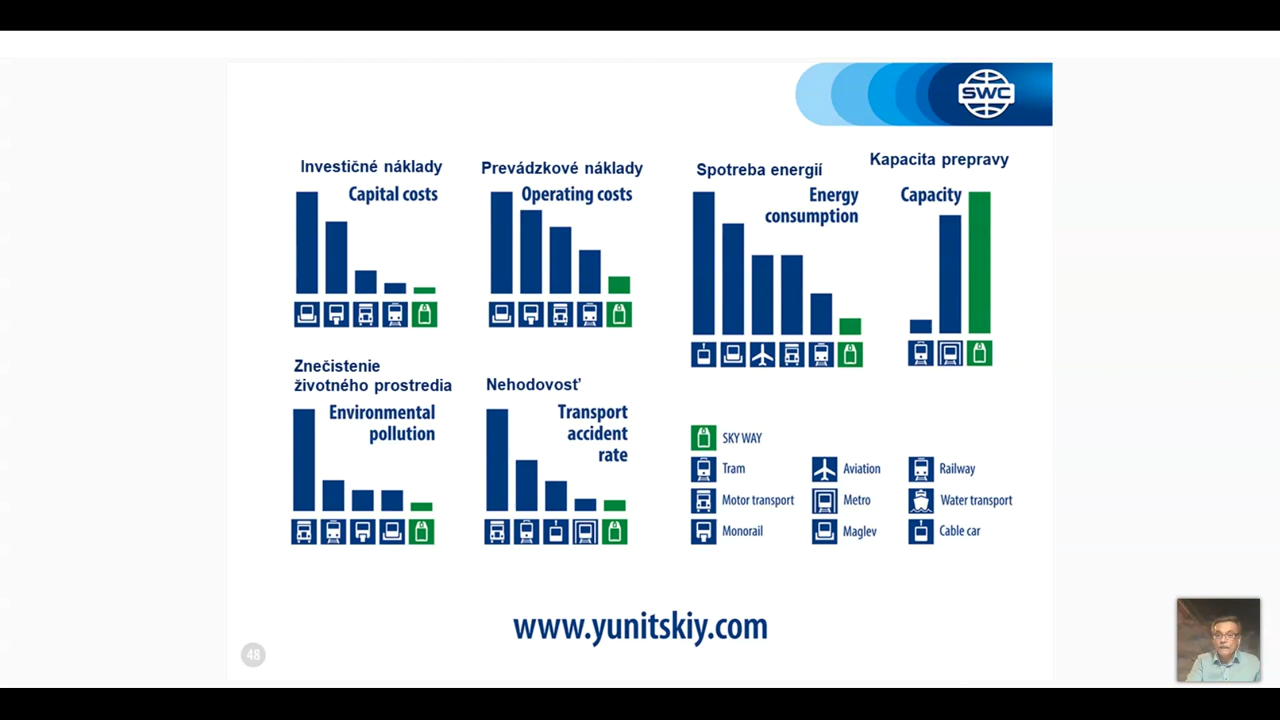 SWC
Investičné náklady
Capital costs
Prevádzkové náklady
Operating costs
Spotreba energií
Energy
consumption
Kapacita prepravy
Capacity
Znečistenie
životného prostredia
Environmental
pollution
Nehodovosť
Transport
accident
rate
SKY WAY
Tram
Aviation
Railway
Motor transport
Metro
Water transport
Monorail
Maglev
Cable car
www.yunitskiy.com
48